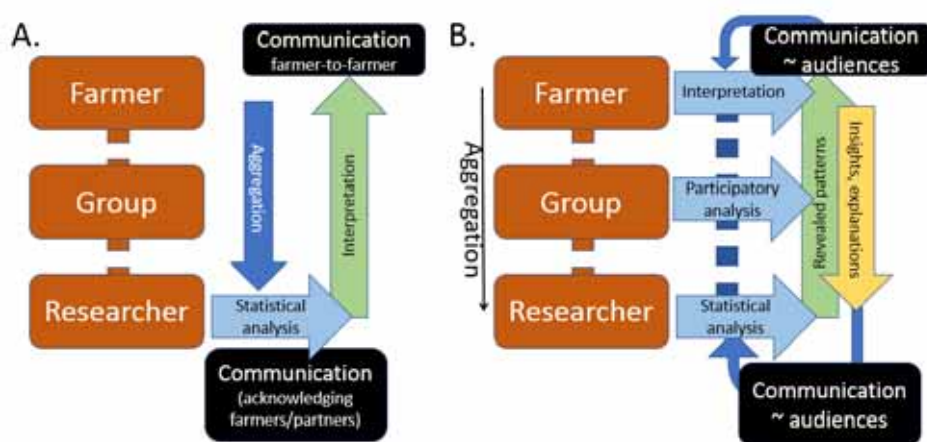 A.
Communication
farmer-to-farmer
Farmer
Aggregation
Group
Interpretation
Researcher
Statistical
analysis
Communication
(acknowledging
farmers/partners)
B.
Communication
~ audiences
Farmer
Interpretation
Aggregation
Group
Participatory
analysis
Revealed patterns
Insights, explanations
Researcher
Statistical
analysis
Communication
~ audiences